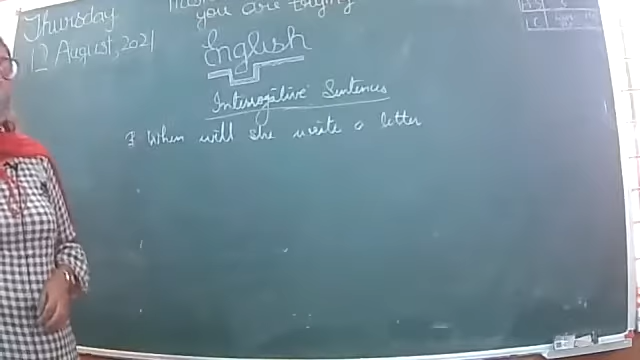 Thursday
12 August, 2021
you are trying
English
Interrogative Sentences
When will she write a letter